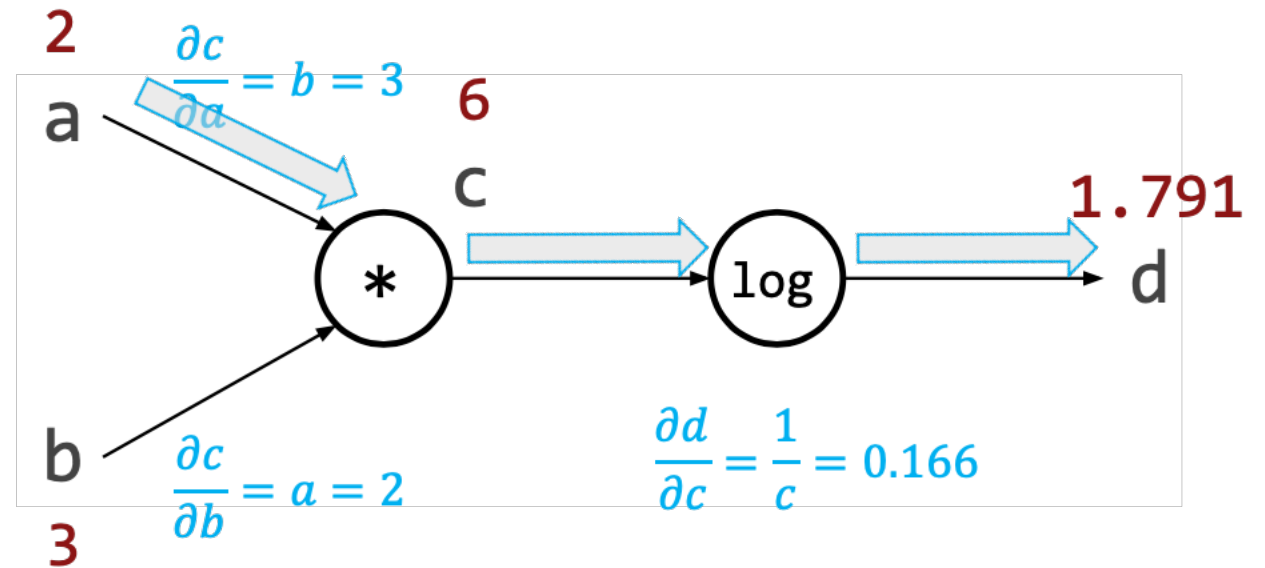 2
∂c/∂a = b = 3
a
6
c
1.791
*
log
d
b
∂c/∂b = a = 2
∂d/∂c = 1/c = 0.166
3